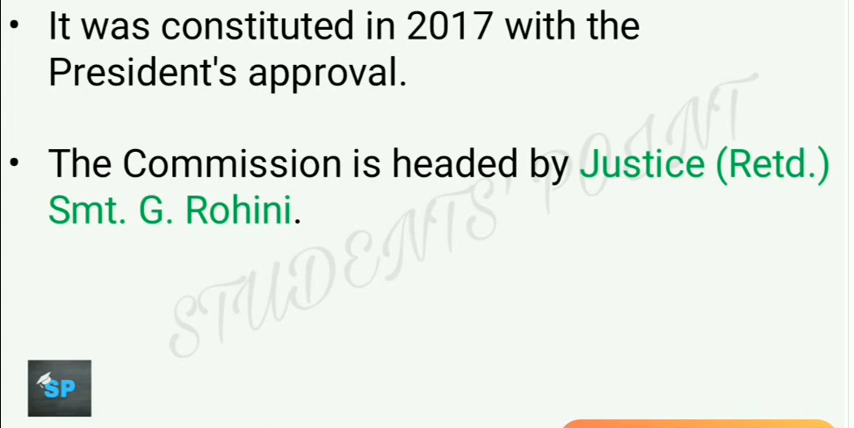 • It was constituted in 2017 with the
President's approval.
• The Commission is headed by Justice (Retd.)
Smt. G. Rohini.
STUDENTS' POINT
SP